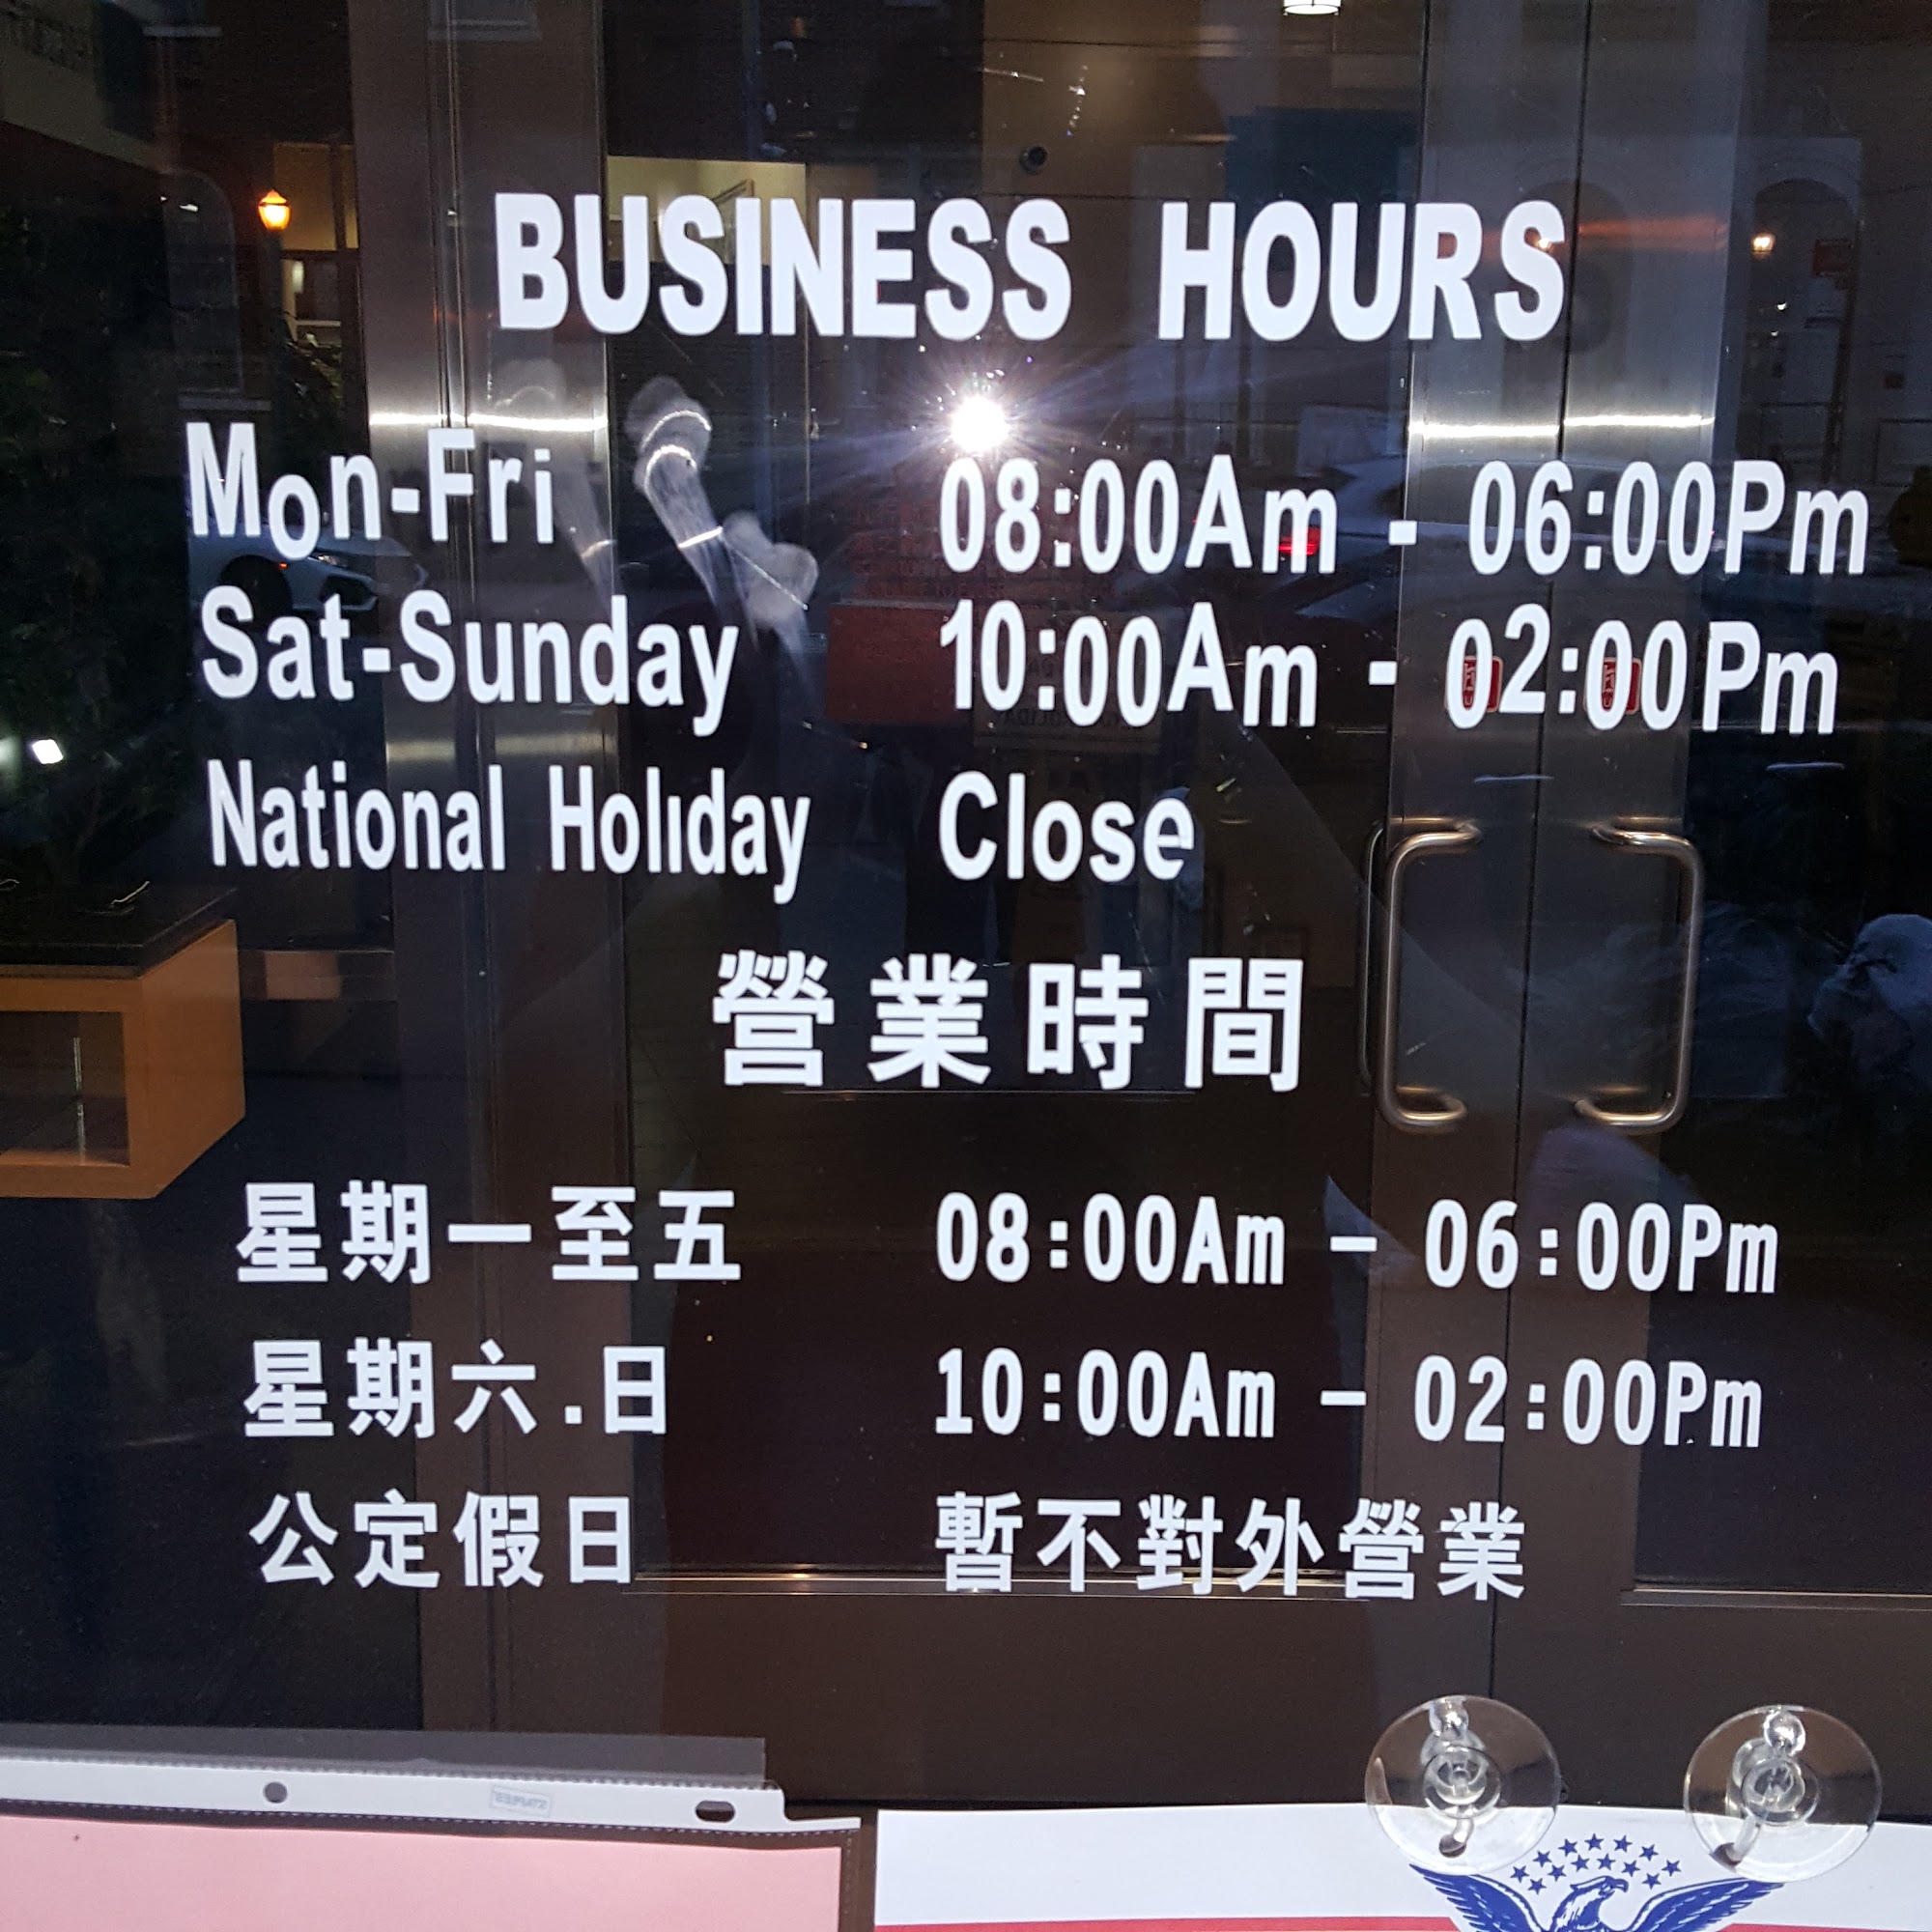 BUSINESS HOURS
Mon-Fri 08:00Am - 06:00Pm
Sat-Sunday 10:00Am - 02:00Pm
National Holiday Close
營業時間
星期一至五 08:00Am - 06:00Pm
星期六.日 10:00Am - 02:00Pm
公定假日 暫不對外營業